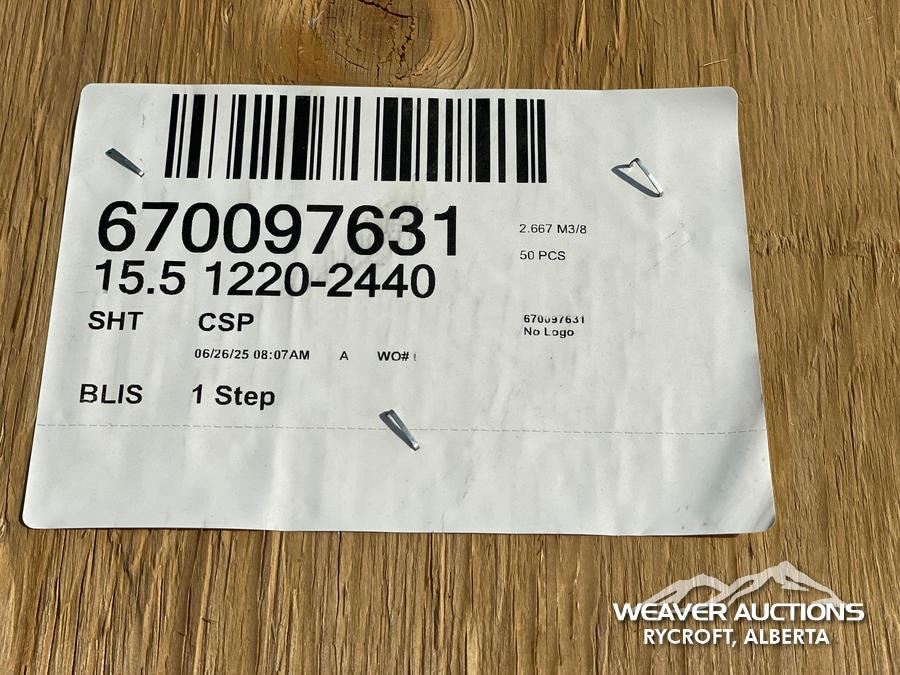 670097631
2.667 M3/8
15.5 1220-2440
50 PCS
SHT CSP
670097631
No Logo
06/26/25 08:07AM A WO#
BLIS 1 Step
WEAVER AUCTIONS
RYCROFT, ALBERTA